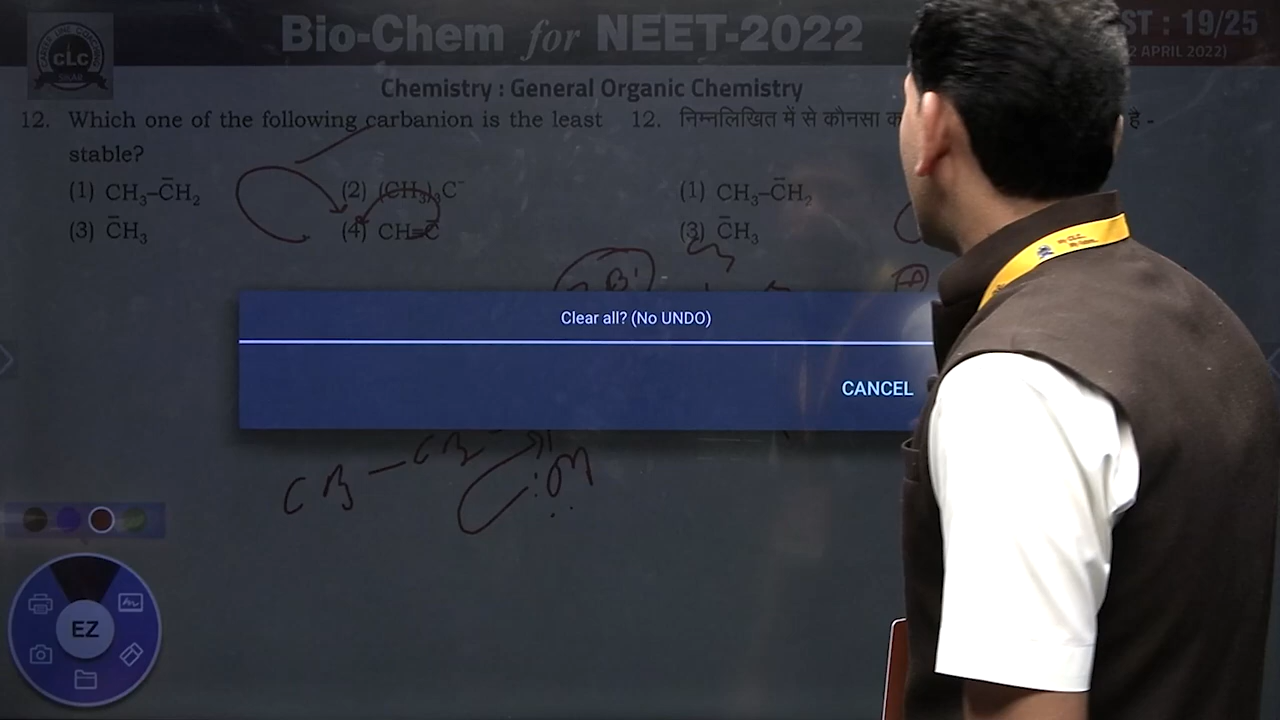 Bio-Chem for NEET-2022
ST : 19/25
2 APRIL 2022)
CLC
SIKAR
Chemistry : General Organic Chemistry
12. Which one of the following carbanion is the least
stable?
(1) CH₃–C̄H₂
(2) (CH₃)₃C⁻
(3) C̄H₃
(4) CH≡C̄
12. निम्नलिखित में से कौनसा
है -
(1) CH₃–C̄H₂
(3) C̄H₃
Clear all? (No UNDO)
CANCEL
EZ